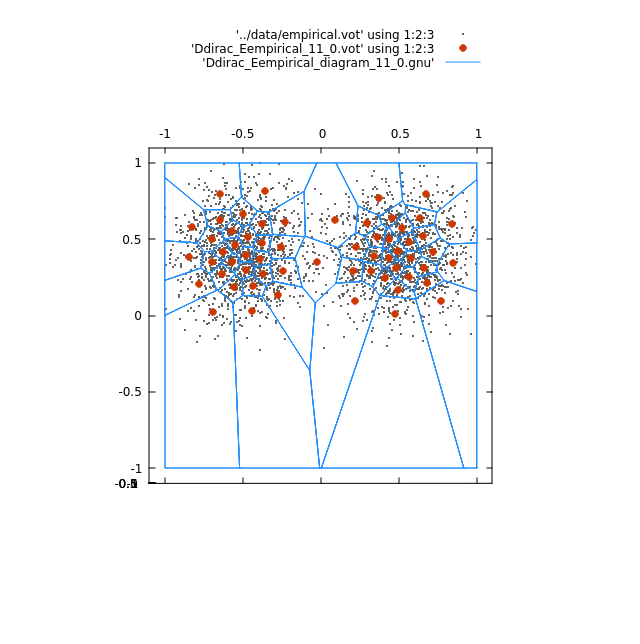 '../data/empirical.vot' using 1:2:3
'Ddirac_Eempirical_11_0.vot' using 1:2:3
'Ddirac_Eempirical_diagram_11_0.gnu'
-1 -0.5 0 0.5 1
1
0.5
0
-0.5
-1